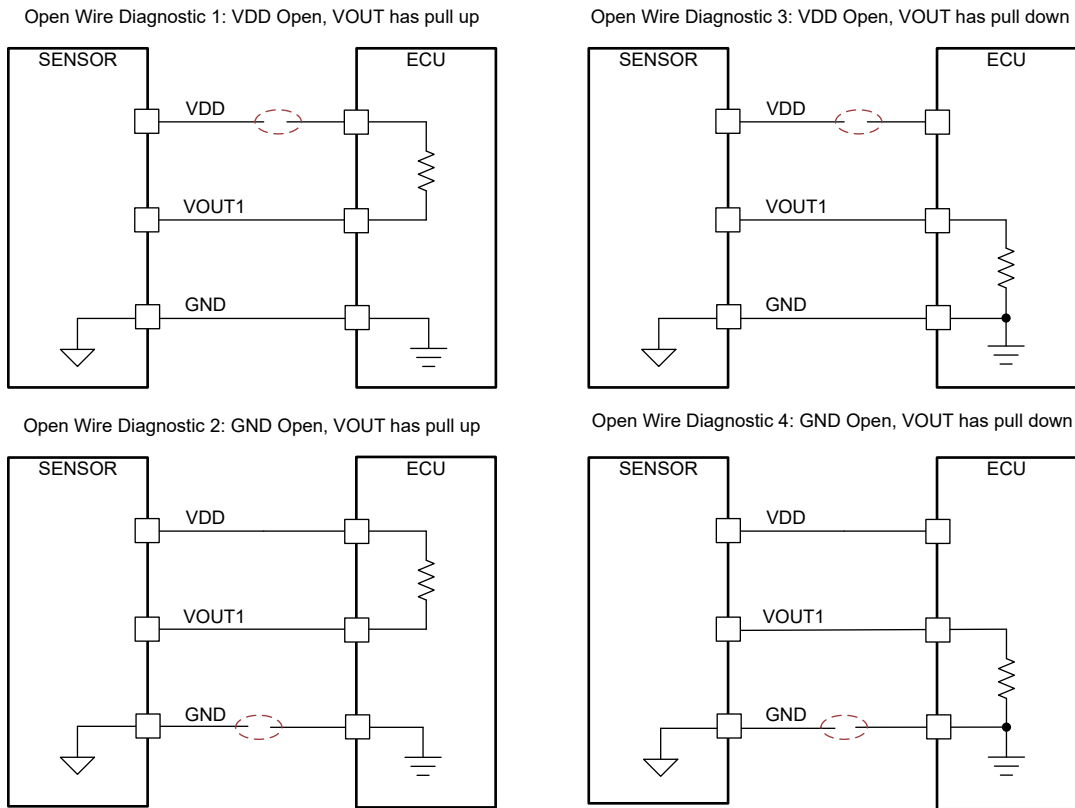 Open Wire Diagnostic 1: VDD Open, VOUT has pull up
SENSOR
ECU
VDD
VOUT1
GND
Open Wire Diagnostic 3: VDD Open, VOUT has pull down
SENSOR
ECU
VDD
VOUT1
GND
Open Wire Diagnostic 2: GND Open, VOUT has pull up
SENSOR
ECU
VDD
VOUT1
GND
Open Wire Diagnostic 4: GND Open, VOUT has pull down
SENSOR
ECU
VDD
VOUT1
GND